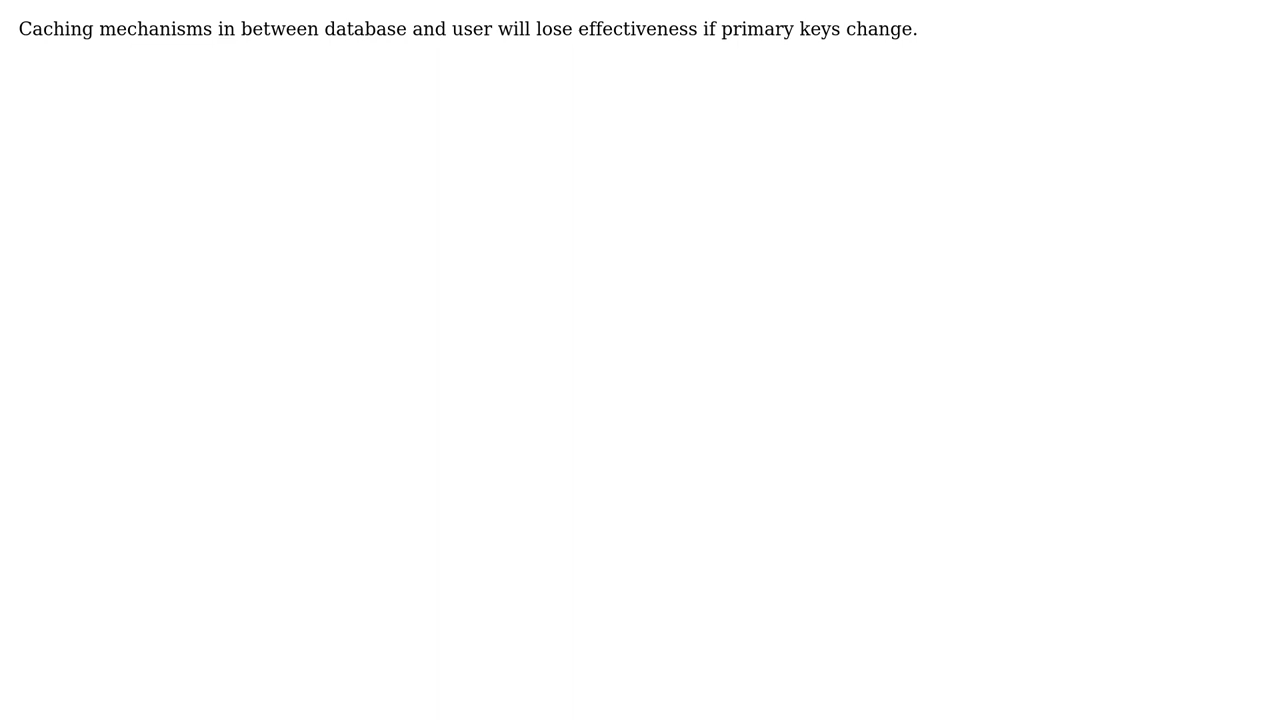 Caching mechanisms in between database and user will lose effectiveness if primary keys change.